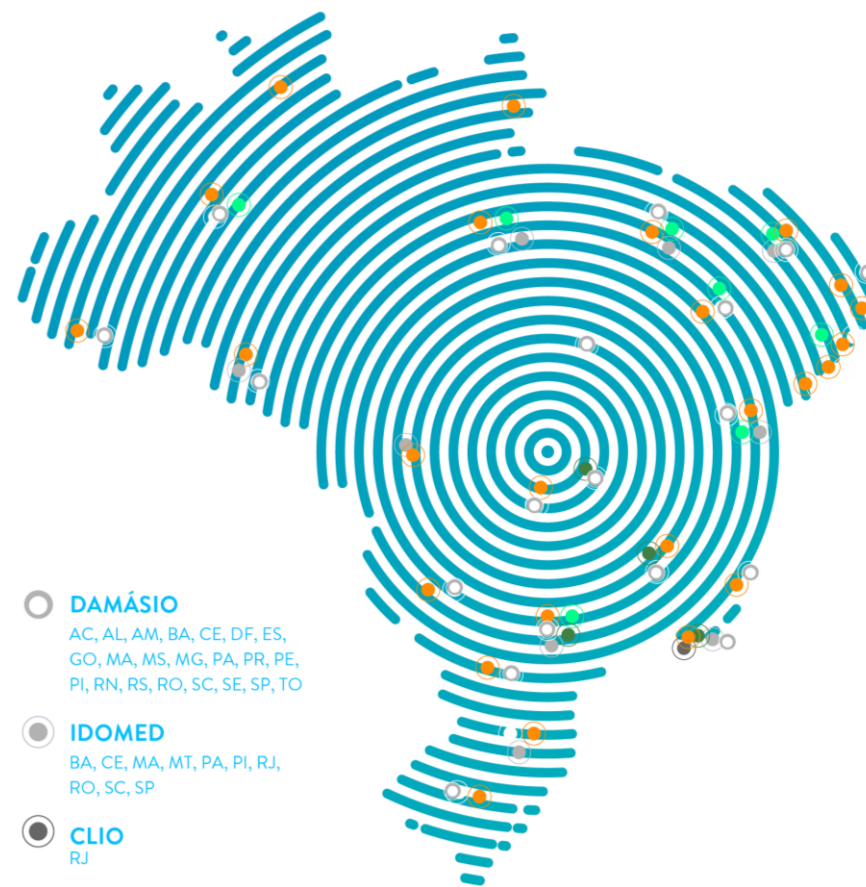 DAMÁSIO
AC, AL, AM, BA, CE, DF, ES,
GO, MA, MS, MG, PA, PR, PE,
PI, RN, RS, RO, SC, SE, SP, TO
IDOMED
BA, CE, MA, MT, PA, PI, RJ,
RO, SC, SP
CLIO
RJ